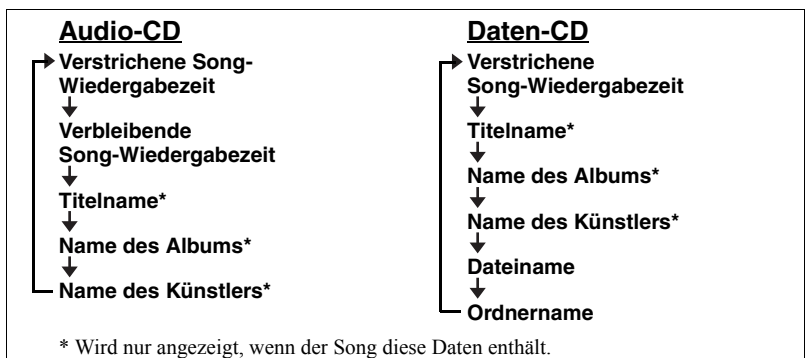 Audio-CD
Verstrichene Song-
Wiedergabezeit
Verbleibende
Song-Wiedergabezeit
Titelname*
Name des Albums*
Name des Künstlers*
Daten-CD
Verstrichene
Song-Wiedergabezeit
Titelname*
Name des Albums*
Name des Künstlers*
Dateiname
Ordnername
* Wird nur angezeigt, wenn der Song diese Daten enthält.